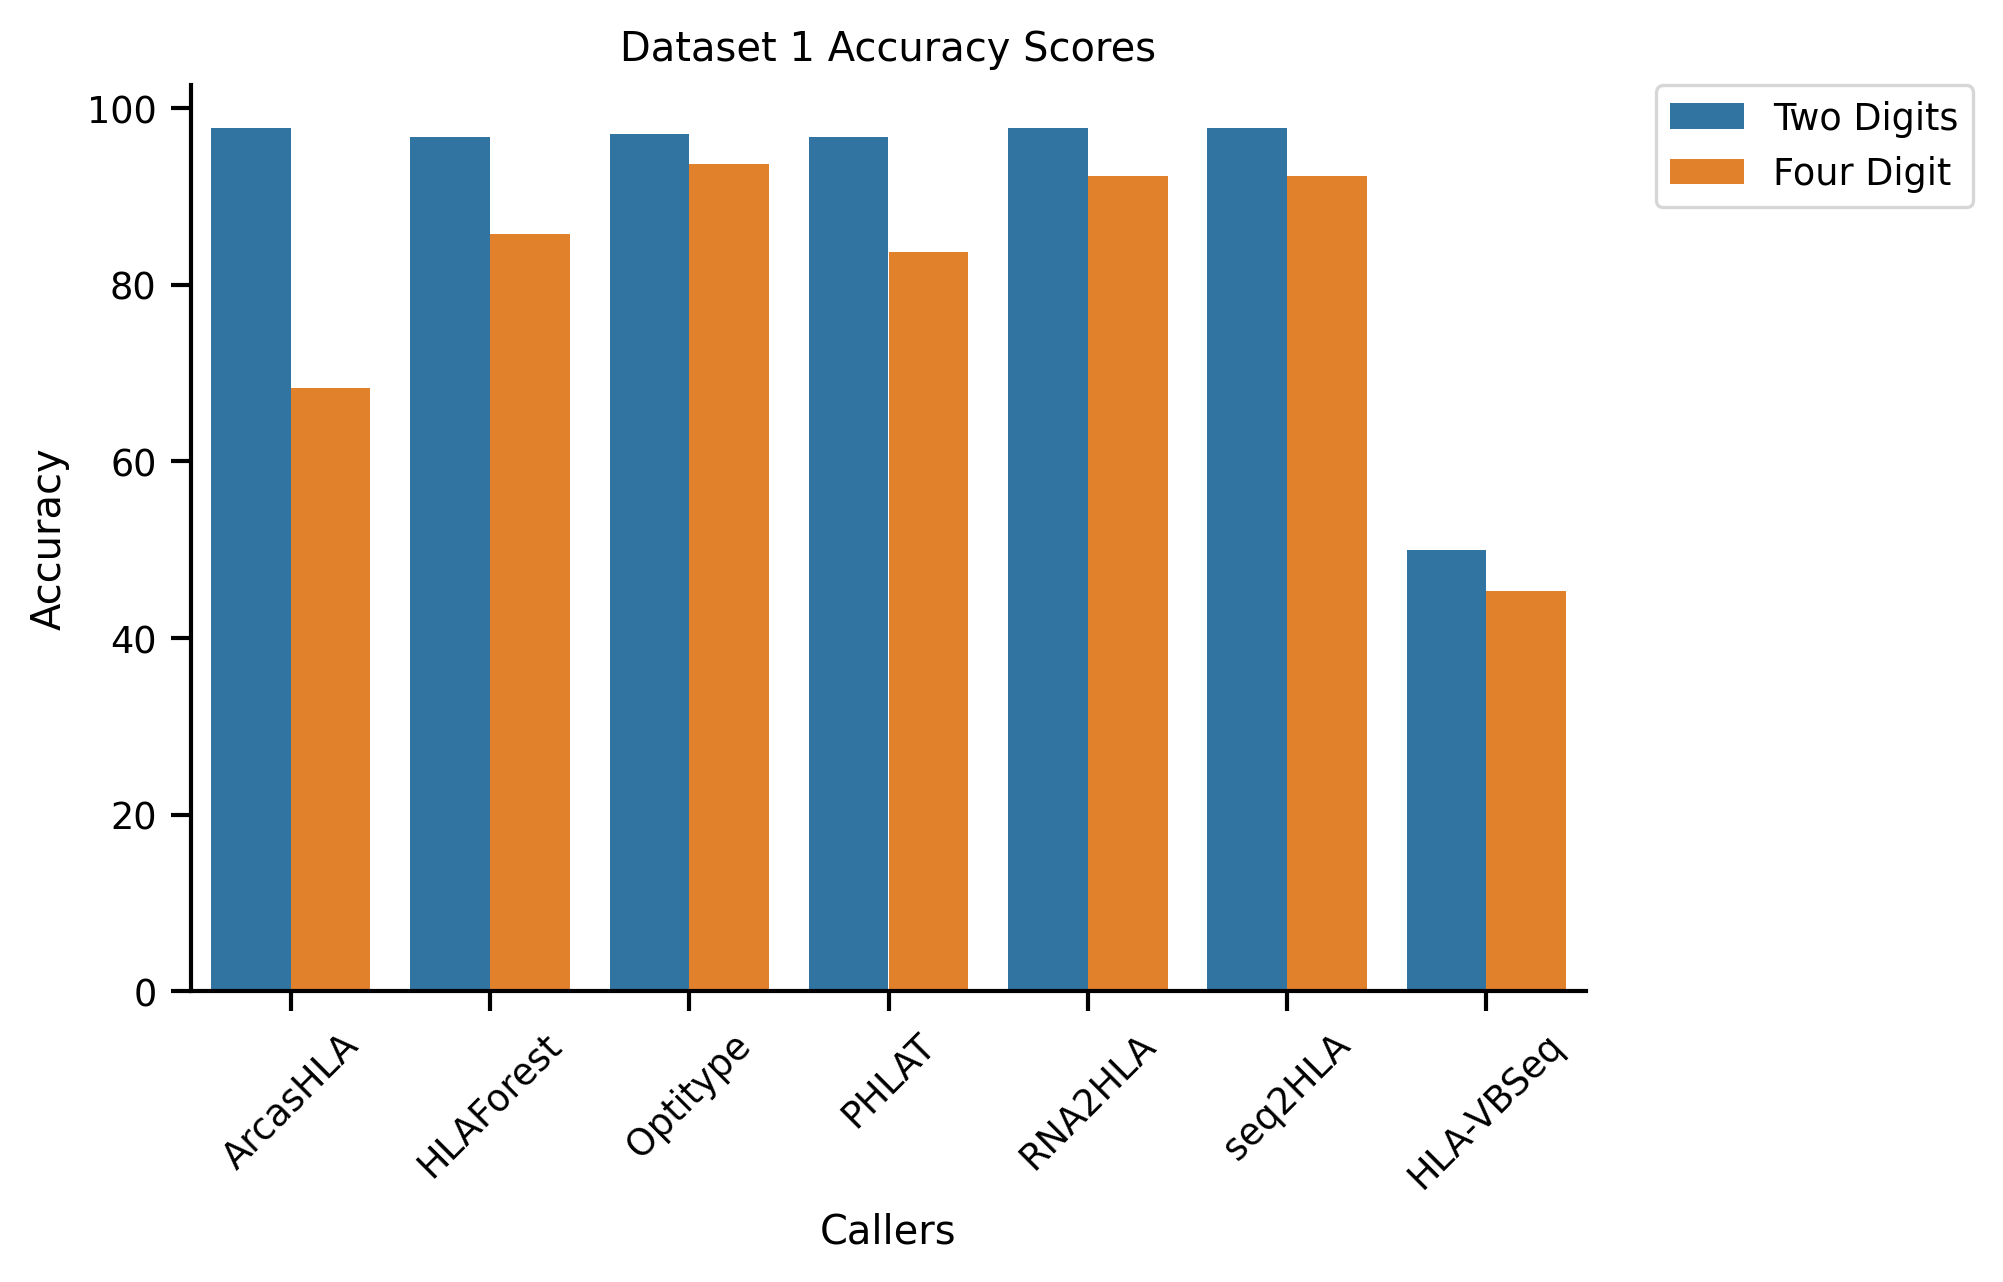 Dataset 1 Accuracy Scores
Two Digits
Four Digit
Accuracy
100
80
60
40
20
0
ArcasHLA
HLAForest
Optitype
PHLAT
RNA2HLA
seq2HLA
HLA-VBSeq
Callers